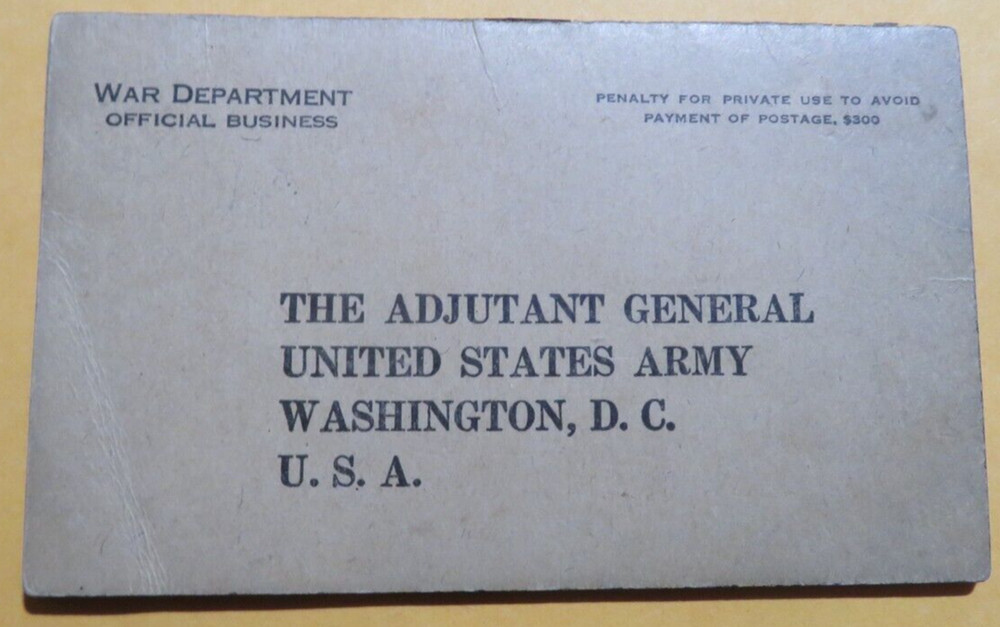 WAR DEPARTMENT
OFFICIAL BUSINESS
PENALTY FOR PRIVATE USE TO AVOID
PAYMENT OF POSTAGE, $300
THE ADJUTANT GENERAL
UNITED STATES ARMY
WASHINGTON, D. C.
U. S. A.